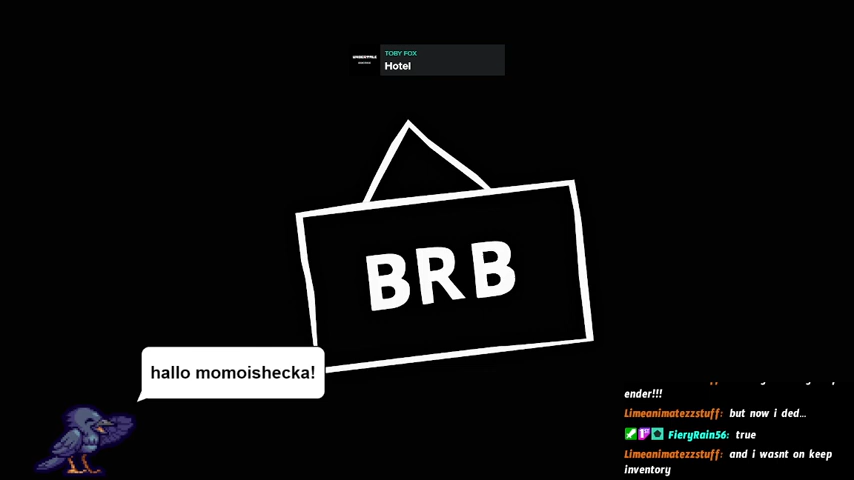 TOBY FOX
Hotel
UNDERTALE
BRB
hallo momoishecka!
ender!!!
Limeanimatezzstuff: but now i ded...
FieryRain56: true
Limeanimatezzstuff: and i wasnt on keep
inventory